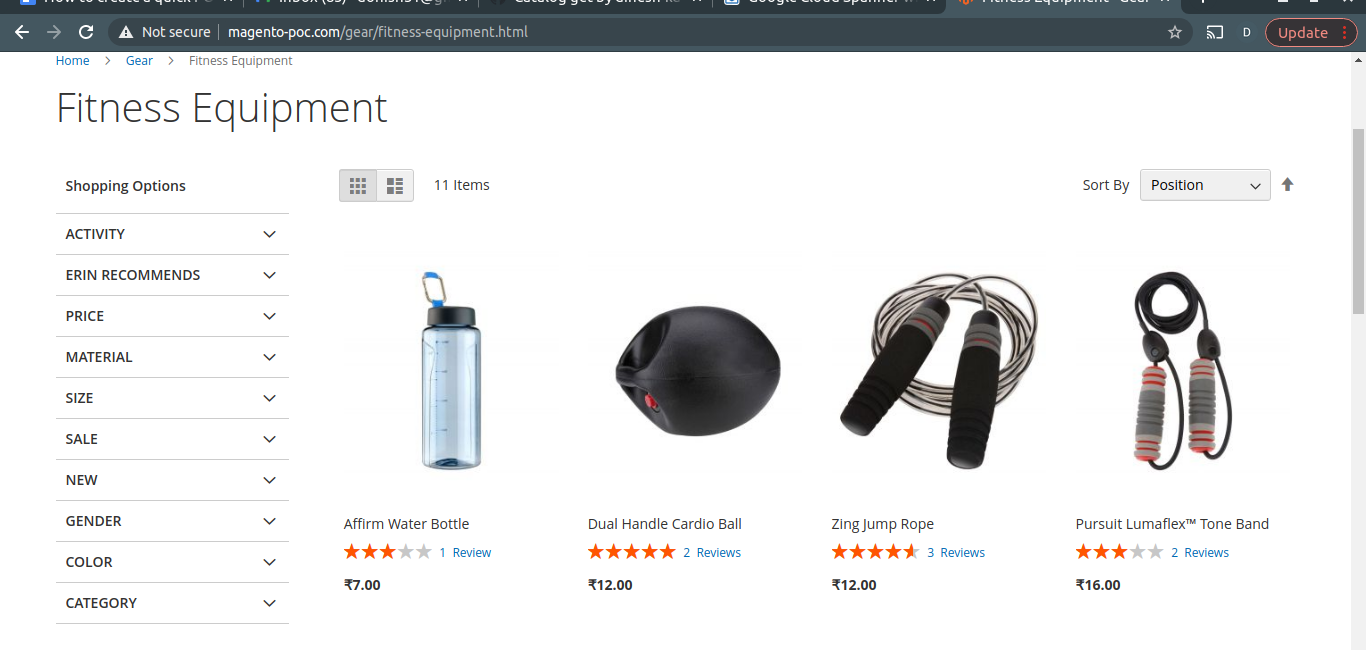 Not secure magento-poc.com/gear/fitness-equipment.html D Update
Home Gear Fitness Equipment
Fitness Equipment
Shopping Options
11 Items
Sort By Position
ACTIVITY
ERIN RECOMMENDS
PRICE
MATERIAL
SIZE
SALE
NEW
GENDER
COLOR
CATEGORY
Affirm Water Bottle
1 Review
₹7.00
Dual Handle Cardio Ball
2 Reviews
₹12.00
Zing Jump Rope
3 Reviews
₹12.00
Pursuit Lumaflex™ Tone Band
2 Reviews
₹16.00